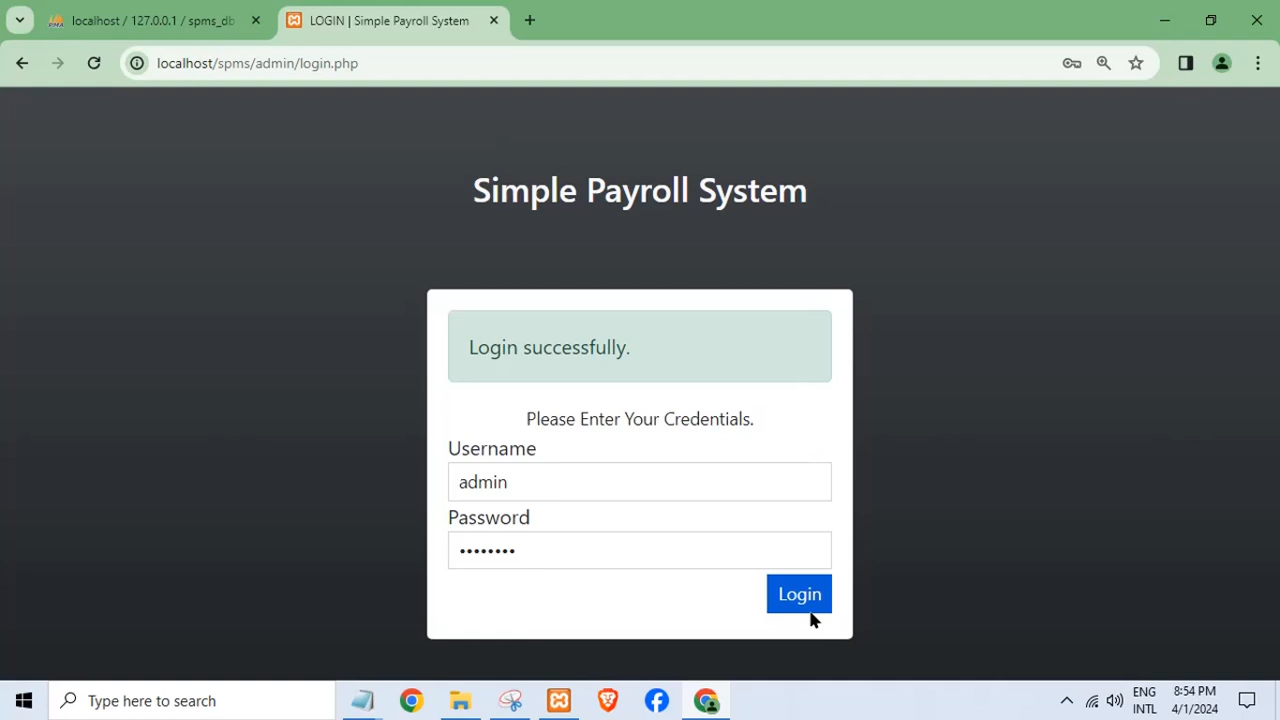 localhost / 127.0.0.1 / spms_db
LOGIN | Simple Payroll System
localhost/spms/admin/login.php
Simple Payroll System
Login successfully.
Please Enter Your Credentials.
Username
admin
Password
••••••••
Login
Type here to search
ENG
INTL
8:54 PM
4/1/2024